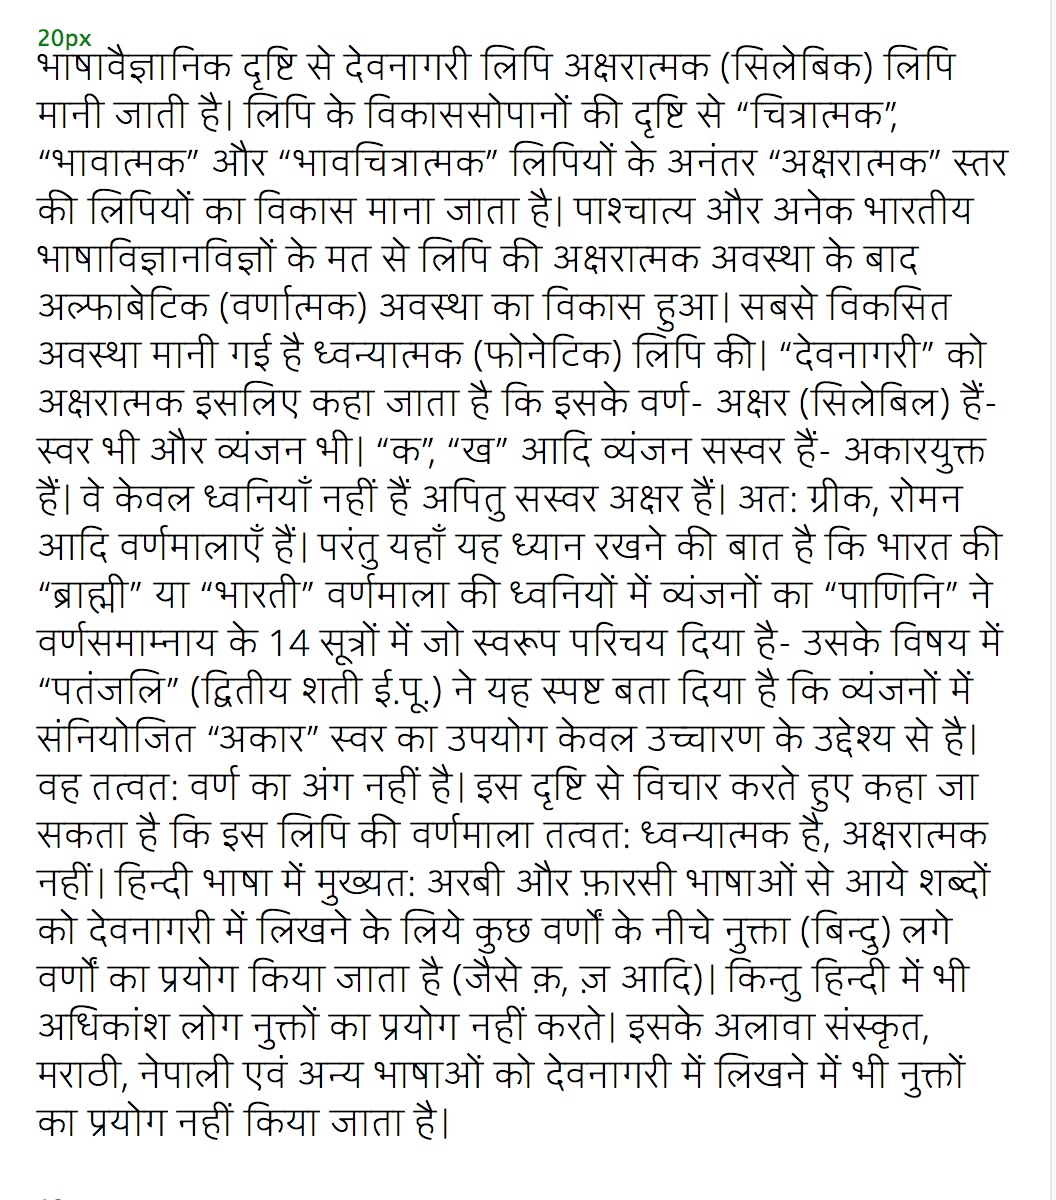 20px
भाषावैज्ञानिक दृष्टि से देवनागरी लिपि अक्षरात्मक (सिलेबिक) लिपि
मानी जाती है| लिपि के विकाससोपानों की दृष्टि से “चित्रात्मक”,
“भावात्मक” और “भावचित्रात्मक” लिपियों के अनंतर “अक्षरात्मक” स्तर
की लिपियों का विकास माना जाता है| पाश्चात्य और अनेक भारतीय
भाषाविज्ञानविज्ञों के मत से लिपि की अक्षरात्मक अवस्था के बाद
अल्फाबेटिक (वर्णात्मक) अवस्था का विकास हुआ| सबसे विकसित
अवस्था मानी गई है ध्वन्यात्मक (फोनेटिक) लिपि की| “देवनागरी” को
अक्षरात्मक इसलिए कहा जाता है कि इसके वर्ण- अक्षर (सिलेबिल) हैं-
स्वर भी और व्यंजन भी| “क”, “ख” आदि व्यंजन सस्वर हैं- अकारयुक्त
हैं| वे केवल ध्वनियाँ नहीं हैं अपितु सस्वर अक्षर हैं| अत: ग्रीक, रोमन
आदि वर्णमालाएँ हैं| परंतु यहाँ यह ध्यान रखने की बात है कि भारत की
“ब्राह्मी” या “भारती” वर्णमाला की ध्वनियों में व्यंजनों का “पाणिनि” ने
वर्णसमाम्नाय के 14 सूत्रों में जो स्वरूप परिचय दिया है- उसके विषय में
“पतंजलि” (द्वितीय शती ई.पू.) ने यह स्पष्ट बता दिया है कि व्यंजनों में
संनियोजित “अकार” स्वर का उपयोग केवल उच्चारण के उद्देश्य से है|
वह तत्वत: वर्ण का अंग नहीं है| इस दृष्टि से विचार करते हुए कहा जा
सकता है कि इस लिपि की वर्णमाला तत्वत: ध्वन्यात्मक है, अक्षरात्मक
नहीं| हिन्दी भाषा में मुख्यत: अरबी और फ़ारसी भाषाओं से आये शब्दों
को देवनागरी में लिखने के लिये कुछ वर्णों के नीचे नुक्ता (बिन्दु) लगे
वर्णों का प्रयोग किया जाता है (जैसे क़, ज़ आदि)| किन्तु हिन्दी में भी
अधिकांश लोग नुक्तों का प्रयोग नहीं करते| इसके अलावा संस्कृत,
मराठी, नेपाली एवं अन्य भाषाओं को देवनागरी में लिखने में भी नुक्तों
का प्रयोग नहीं किया जाता है|